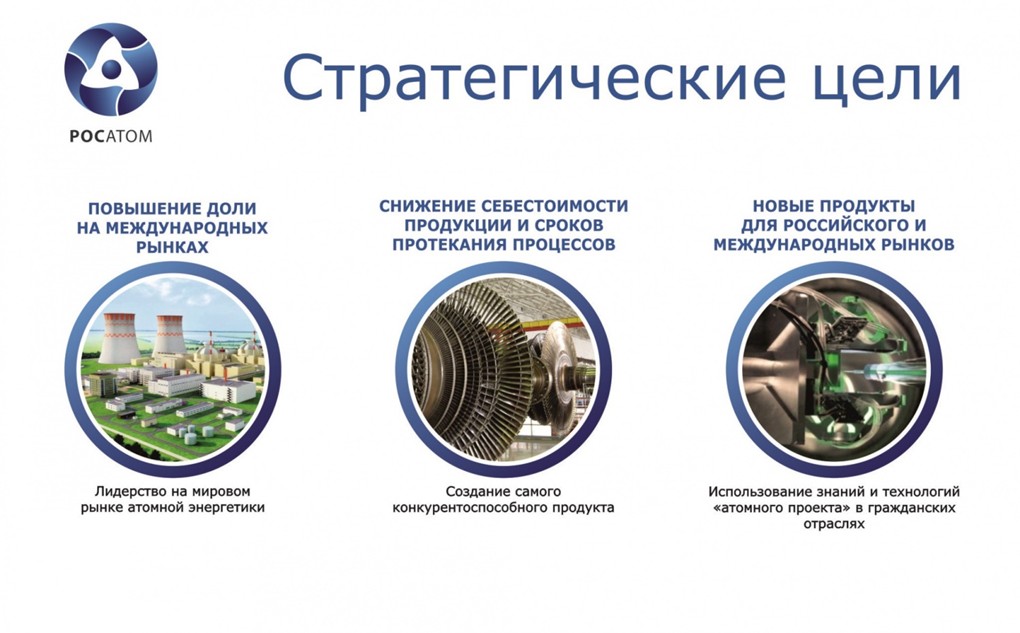 РОСАТОМ
Стратегические цели
ПОВЫШЕНИЕ ДОЛИ
НА МЕЖДУНАРОДНЫХ
РЫНКАХ
Лидерство на мировом
рынке атомной энергетики
СНИЖЕНИЕ СЕБЕСТОИМОСТИ
ПРОДУКЦИИ И СРОКОВ
ПРОТЕКАНИЯ ПРОЦЕССОВ
Создание самого
конкурентоспособного продукта
НОВЫЕ ПРОДУКТЫ
ДЛЯ РОССИЙСКОГО И
МЕЖДУНАРОДНЫХ РЫНКОВ
Использование знаний и технологий
«атомного проекта» в гражданских
отраслях